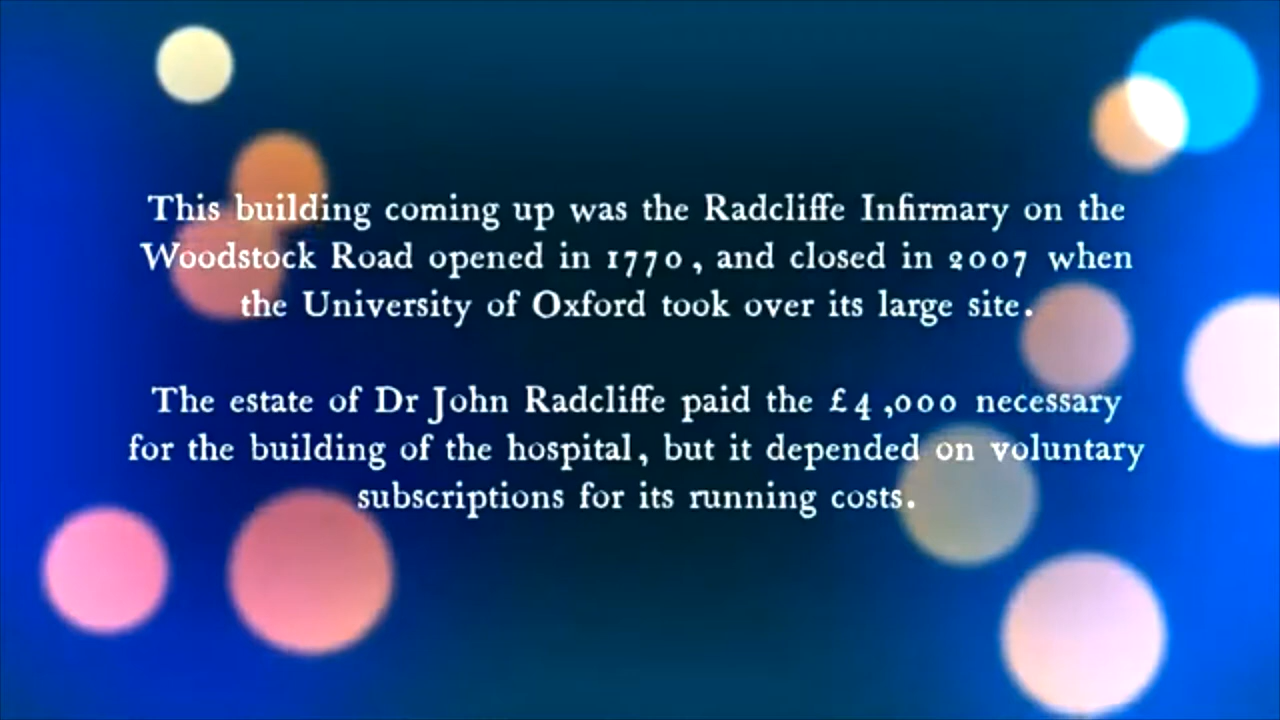 This building coming up was the Radcliffe Infirmary on the
Woodstock Road opened in 1770, and closed in 2007 when
the University of Oxford took over its large site.
The estate of Dr John Radcliffe paid the £4,000 necessary
for the building of the hospital, but it depended on voluntary
subscriptions for its running costs.